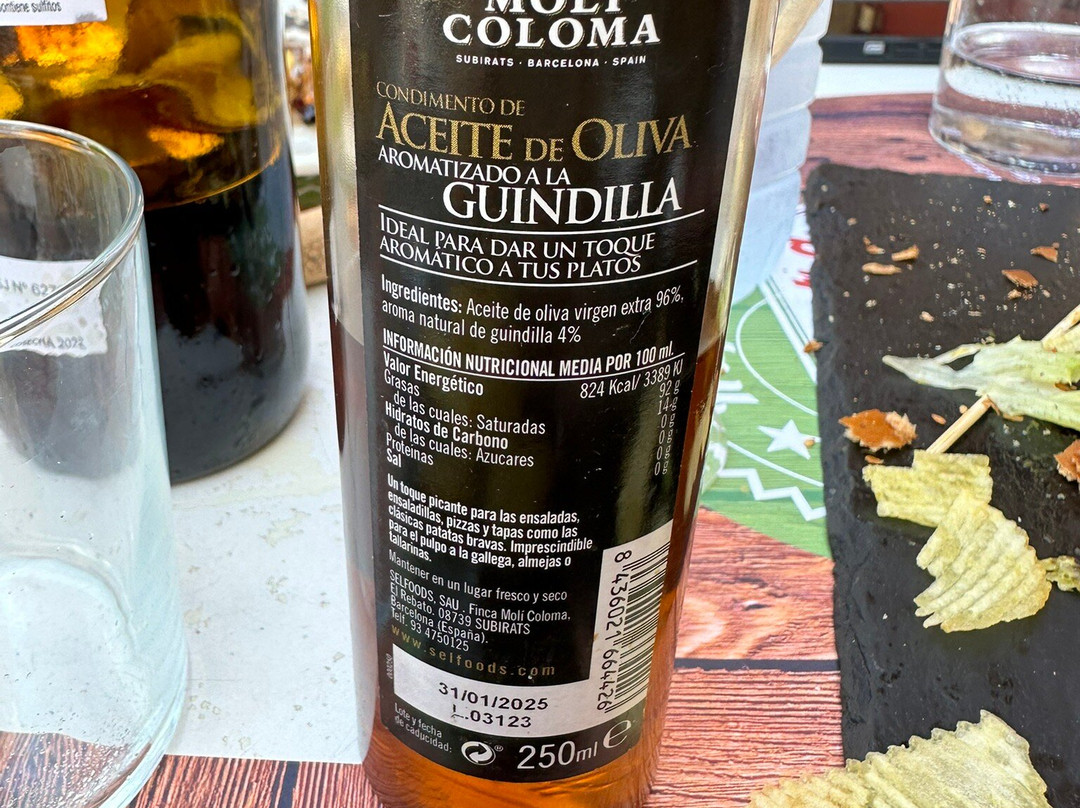 contiene sulfitos
MOLÍ
COLOMA
SUBIRATS · BARCELONA · SPAIN
CONDIMENTO DE
ACEITE DE OLIVA
AROMATIZADO A LA
GUINDILLA
IDEAL PARA DAR UN TOQUE
AROMÁTICO A TUS PLATOS
Ingredientes: Aceite de oliva virgen extra 96%,
aroma natural de guindilla 4%
INFORMACIÓN NUTRICIONAL MEDIA POR 100 ml.
Valor Energético 824 Kcal/ 3389 KJ
Grasas 92 g
de las cuales: Saturadas 14 g
Hidratos de Carbono 0 g
de las cuales: Azucares 0 g
Proteinas 0 g
Sal 0 g
Un toque picante para las ensaladas,
ensaladillas, pizzas y tapas como las
clásicas patatas bravas. Imprescindible
para el pulpo a la gallega, almejas o
tallarinas.
Mantener en un lugar fresco y seco
SELFOODS, SAU. Finca Molí Coloma,
El Rebato, 08739 SUBIRATS
Barcelona (España).
Telf. 93 4750125
www.selfoods.com
8 436021 664426
31/01/2025
L.03123
Lote y fecha
de caducidad:
250ml e